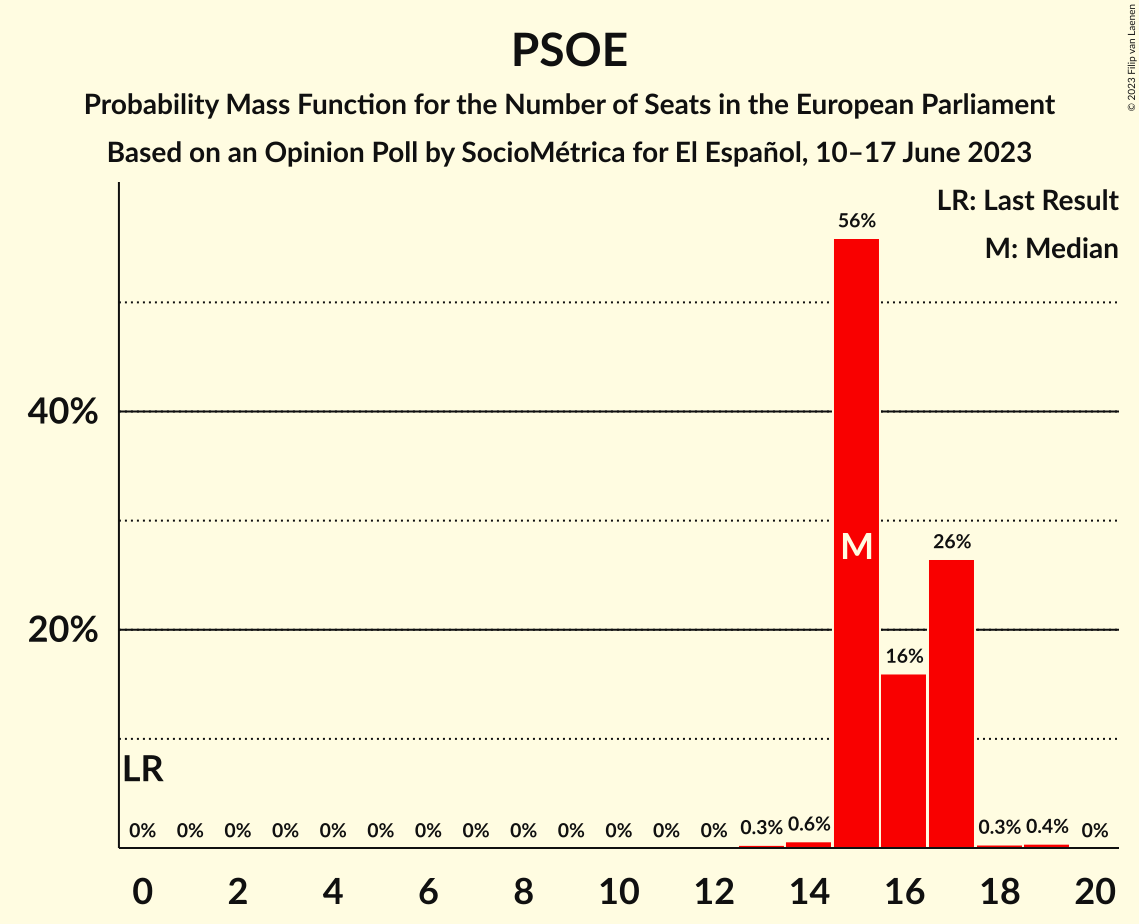 PSOE
Probability Mass Function for the Number of Seats in the European Parliament
Based on an Opinion Poll by SocioMétrica for El Español, 10–17 June 2023
© 2023 Filip van Laenen
LR: Last Result
M: Median
56%
40%
M
26%
20%
16%
LR
0% 0% 0% 0% 0% 0% 0% 0% 0% 0% 0% 0% 0% 0.3% 0.6% 0.3% 0.4% 0%
0 2 4 6 8 10 12 14 16 18 20